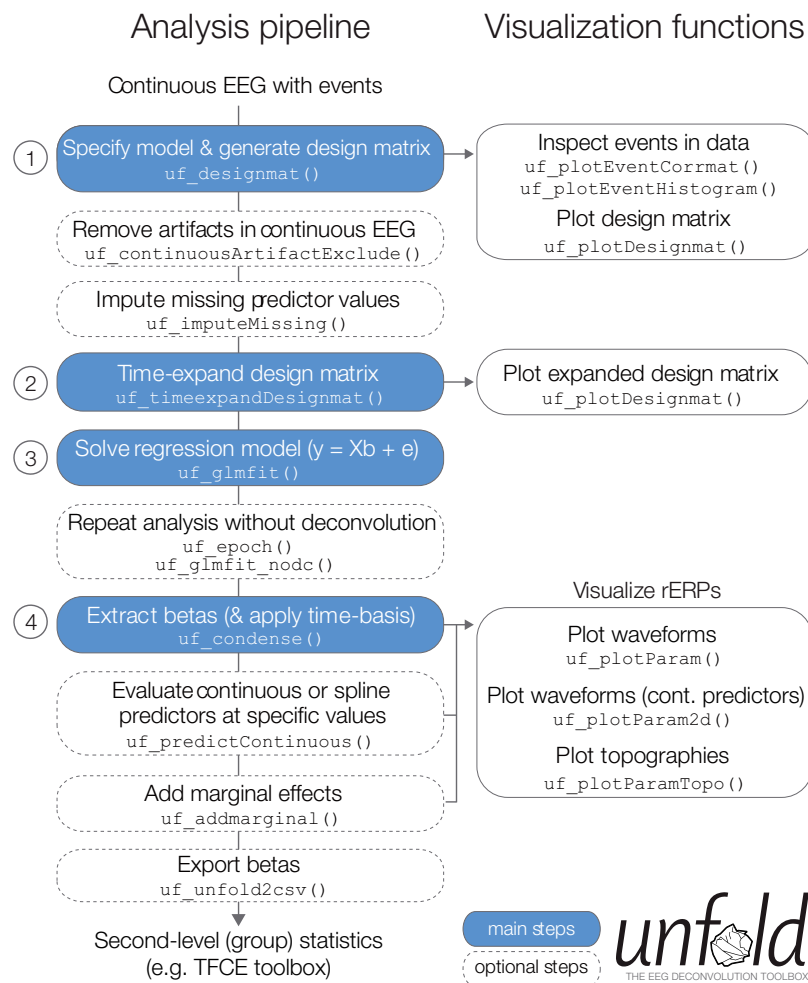 Analysis pipeline
Visualization functions
Continuous EEG with events
1
Specify model & generate design matrix
uf_designmat()
Inspect events in data
uf_plotEventCorrmat()
uf_plotEventHistogram()
Plot design matrix
uf_plotDesignmat()
Remove artifacts in continuous EEG
uf_continuousArtifactExclude()
Impute missing predictor values
uf_imputeMissing()
2
Time-expand design matrix
uf_timeexpandDesignmat()
Plot expanded design matrix
uf_plotDesignmat()
3
Solve regression model (y = Xb + e)
uf_glmfit()
Repeat analysis without deconvolution
uf_epoch()
uf_glmfit_nodc()
4
Extract betas (& apply time-basis)
uf_condense()
Visualize rERPs
Plot waveforms
uf_plotParam()
Plot waveforms (cont. predictors)
uf_plotParam2d()
Plot topographies
uf_plotParamTopo()
Evaluate continuous or spline
predictors at specific values
uf_predictContinuous()
Add marginal effects
uf_addmarginal()
Export betas
uf_unfold2csv()
Second-level (group) statistics
(e.g. TFCE toolbox)
main steps
optional steps
unfold
THE EEG DECONVOLUTION TOOLBOX